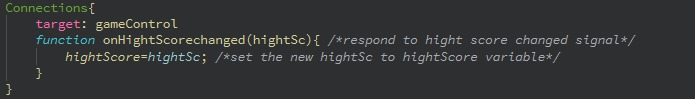 Connections{
    target: gameControl
    function onHightScorechanged(hightSc){ /*respond to hight score changed signal*/
        hightScore=hightSc; /*set the new hightSc to hightScore variable*/
    }
}